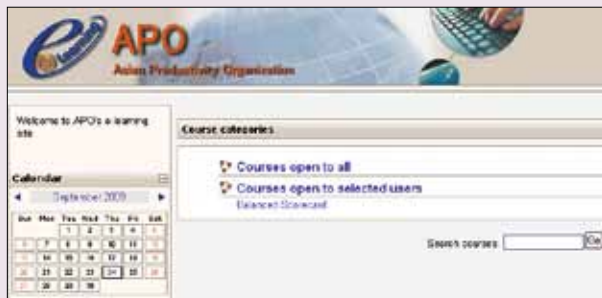 e Learning
APO
Asian Productivity Organization
Welcome to APO's e-learning
site
Calendar
September 2009
Sun Mon Tue Wed Thu Fri Sat
1 2 3 4 5
6 7 8 9 10 11 12
13 14 15 16 17 18 19
20 21 22 23 24 25 26
27 28 29 30
Course categories
Courses open to all
Courses open to selected users
Balanced Scorecard
Search courses:
Go